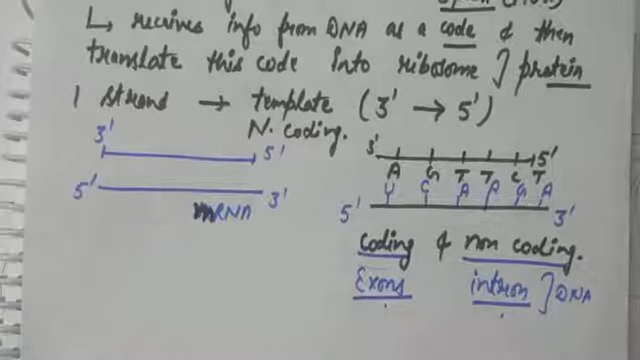 ↳ receives info from DNA as a code & then
translate this code into ribosome } protein
1 strand → template (3' → 5')
N. coding.
3' 5'
5' 3'
mRNA
3' 5'
A G T T C T
U C A A G A
5' 3'
coding & non coding.
Exons intron } DNA